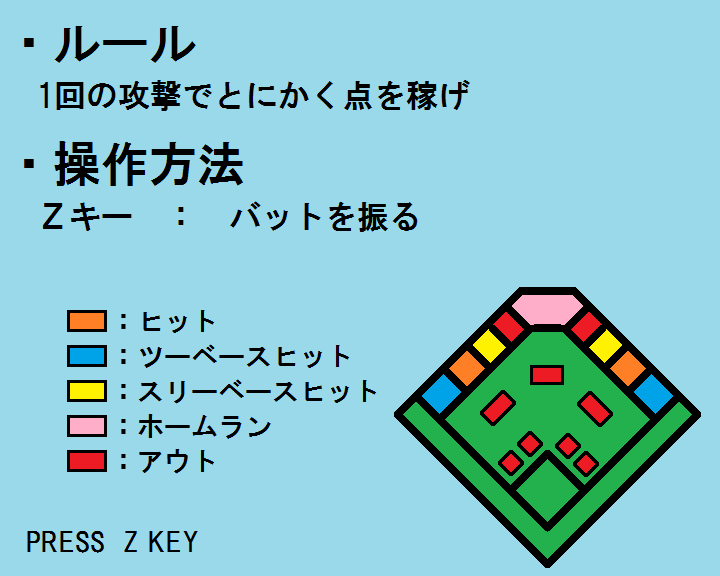 ・ルール
1回の攻撃でとにかく点を稼げ
・操作方法
Zキー　：　バットを振る
：ヒット
：ツーベースヒット
：スリーベースヒット
：ホームラン
：アウト
PRESS Z KEY